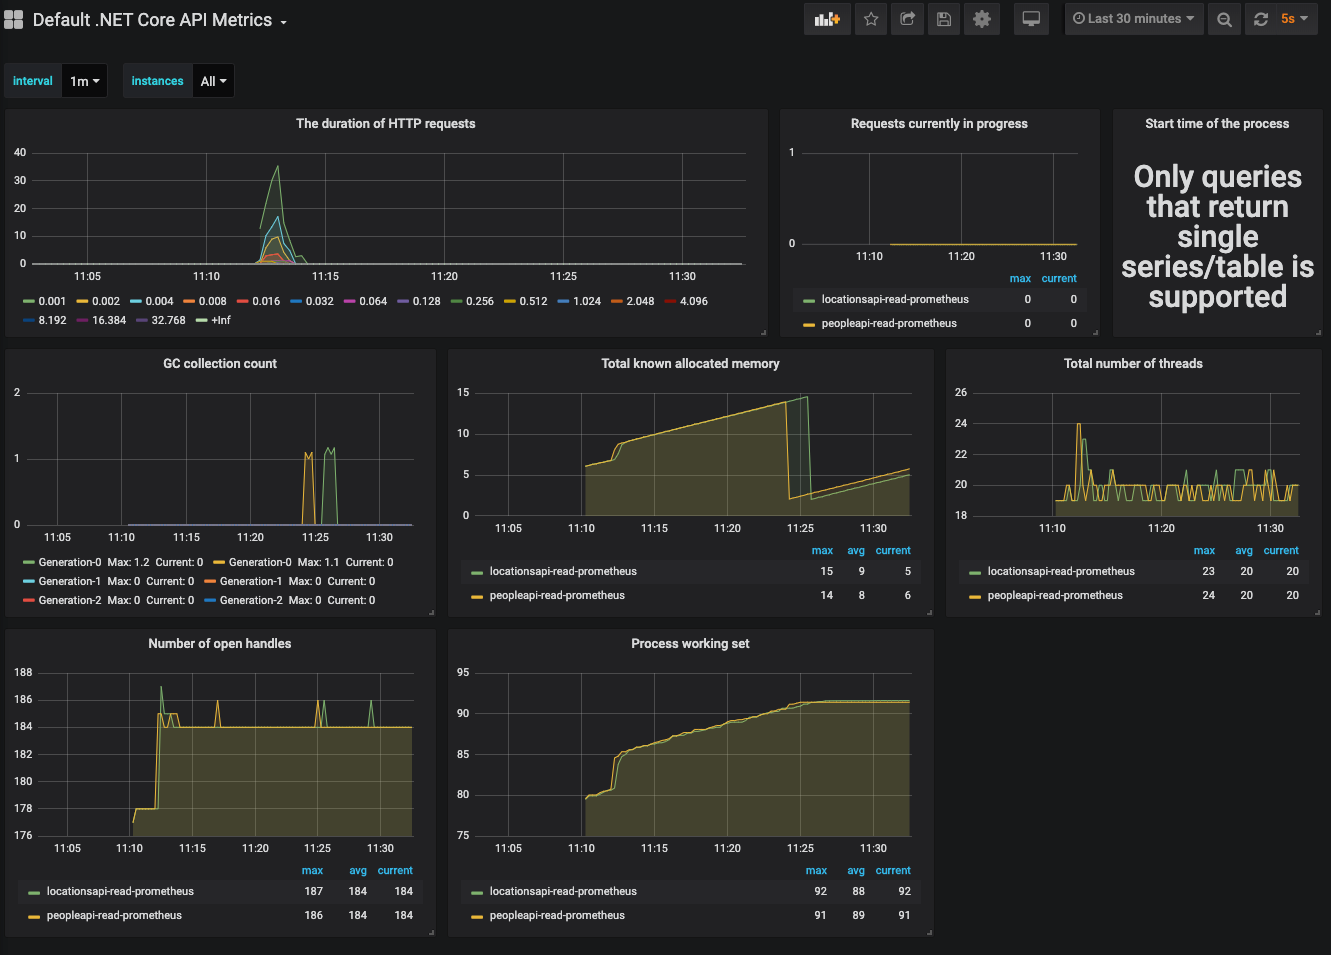 Default .NET Core API Metrics
Last 30 minutes
5s
interval 1m instances All
The duration of HTTP requests
40
30
20
10
0
11:05 11:10 11:15 11:20 11:25 11:30
0.001 0.002 0.004 0.008 0.016 0.032 0.064 0.128 0.256 0.512 1.024 2.048 4.096
8.192 16.384 32.768 +Inf
Requests currently in progress
1
0
11:10 11:20 11:30
max current
locationsapi-read-prometheus 0 0
peopleapi-read-prometheus 0 0
Start time of the process
Only queries
that return
single
series/table is
supported
GC collection count
2
1
0
11:05 11:10 11:15 11:20 11:25 11:30
Generation-0 Max: 1.2 Current: 0 Generation-0 Max: 1.1 Current: 0
Generation-1 Max: 0 Current: 0 Generation-1 Max: 0 Current: 0
Generation-2 Max: 0 Current: 0 Generation-2 Max: 0 Current: 0
Total known allocated memory
15
10
5
0
11:05 11:10 11:15 11:20 11:25 11:30
max avg current
locationsapi-read-prometheus 15 9 5
peopleapi-read-prometheus 14 8 6
Total number of threads
26
24
22
20
18
11:10 11:20 11:30
max avg current
locationsapi-read-prometheus 23 20 20
peopleapi-read-prometheus 24 20 20
Number of open handles
188
186
184
182
180
178
176
11:05 11:10 11:15 11:20 11:25 11:30
max avg current
locationsapi-read-prometheus 187 184 184
peopleapi-read-prometheus 186 184 184
Process working set
95
90
85
80
75
11:05 11:10 11:15 11:20 11:25 11:30
max avg current
locationsapi-read-prometheus 92 88 92
peopleapi-read-prometheus 91 89 91